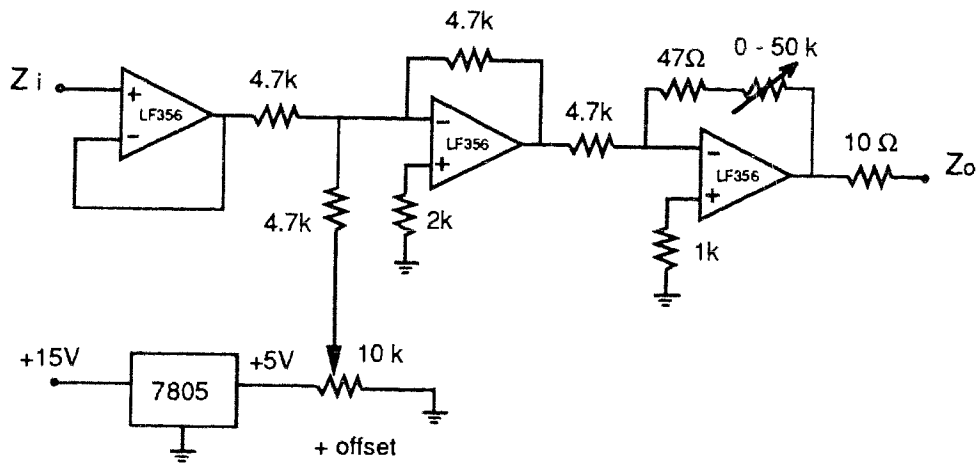 4.7k
47Ω
0 - 50 k
Z i
4.7k
4.7k
10 Ω
+
LF356
−
−
LF356
+
−
LF356
+
Zo
4.7k
2k
1k
+15V
7805
+5V
10 k
+ offset